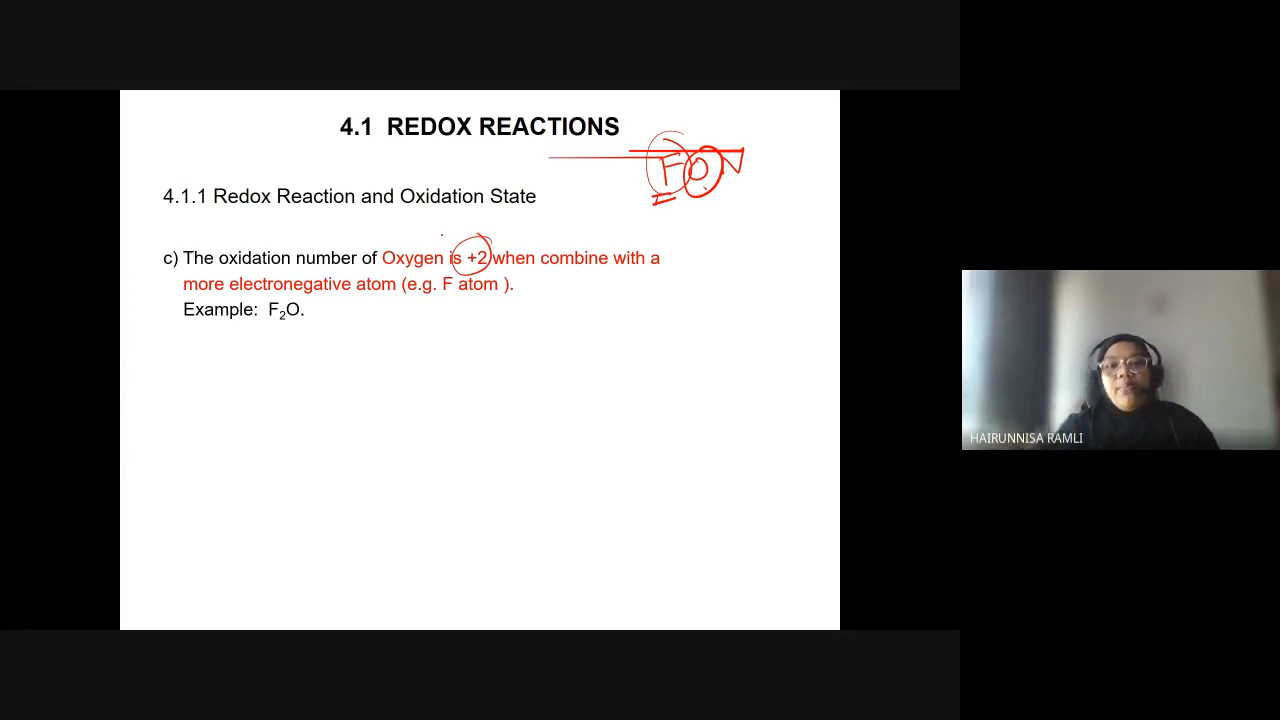 4.1 REDOX REACTIONS
FON
4.1.1 Redox Reaction and Oxidation State
c) The oxidation number of Oxygen is +2 when combine with a
more electronegative atom (e.g. F atom ).
Example: F₂O.
HAIRUNNISA RAMLI